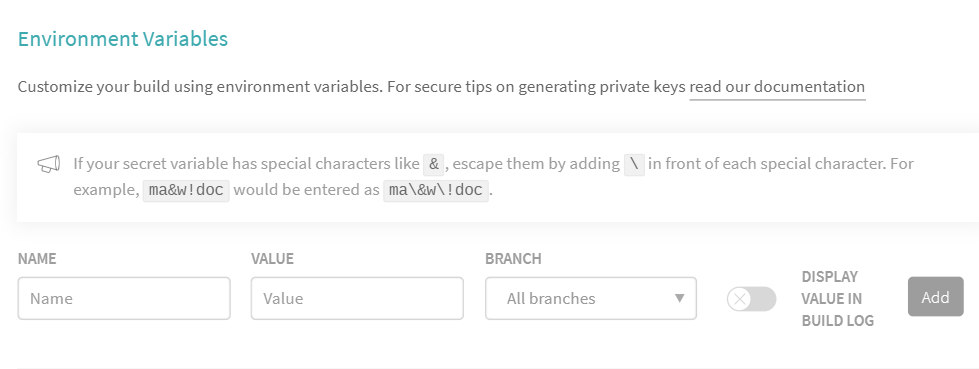 Environment Variables
Customize your build using environment variables. For secure tips on generating private keys read our documentation
If your secret variable has special characters like & , escape them by adding \ in front of each special character. For
example, ma&w!doc would be entered as ma\&w\!doc .
NAME VALUE BRANCH
Name Value All branches
DISPLAY
VALUE IN
BUILD LOG
Add